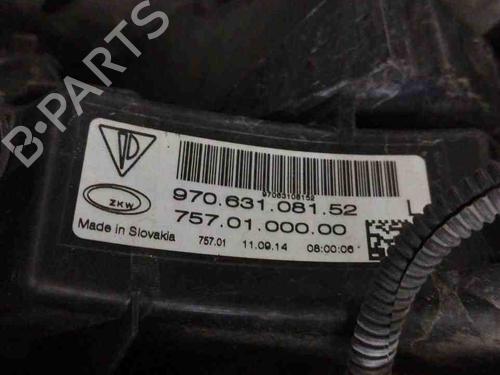 B-PARTS
PD
97063108152
970.631.081.52 L
ZKW
757.01.000.00
Made in Slovakia 757.01 11.09.14 08:00:06